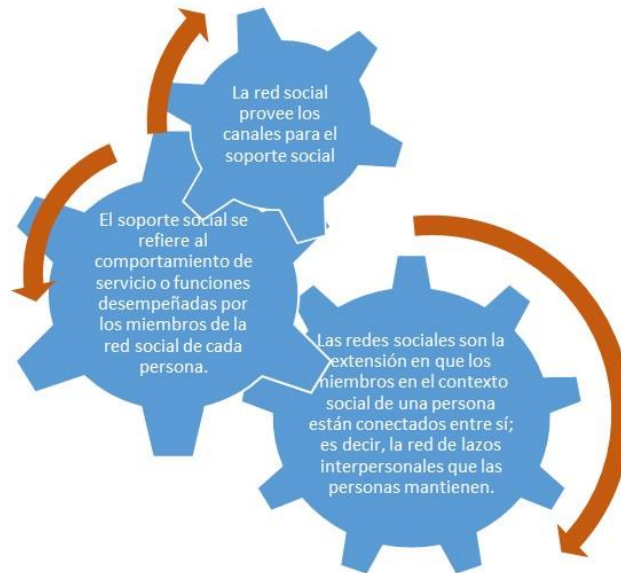 La red social
provee los
canales para el
soporte social
El soporte social se
refiere al
comportamiento de
servicio o funciones
desempeñadas por
los miembros de la
red social de cada
persona.
Las redes sociales son la
extensión en que los
miembros en el contexto
social de una persona
están conectados entre sí;
es decir, la red de lazos
interpersonales que las
personas mantienen.